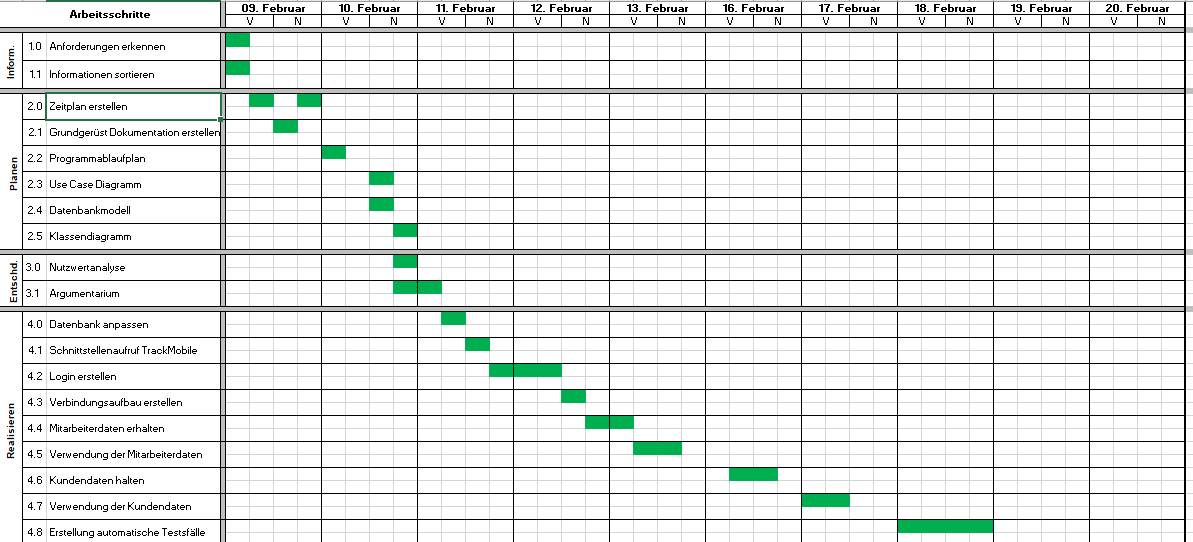 Arbeitsschritte 09. Februar 10. Februar 11. Februar 12. Februar 13. Februar 16. Februar 17. Februar 18. Februar 19. Februar 20. Februar
V N V N V N V N V N V N V N V N V N V N
Inform.
1.0 Anforderungen erkennen
1.1 Informationen sortieren
Planen
2.0 Zeitplan erstellen
2.1 Grundgerüst Dokumentation erstellen
2.2 Programmablaufplan
2.3 Use Case Diagramm
2.4 Datenbankmodell
2.5 Klassendiagramm
Entschd.
3.0 Nutzwertanalyse
3.1 Argumentarium
Realisieren
4.0 Datenbank anpassen
4.1 Schnittstellenaufruf TrackMobile
4.2 Login erstellen
4.3 Verbindungsaufbau erstellen
4.4 Mitarbeiterdaten erhalten
4.5 Verwendung der Mitarbeiterdaten
4.6 Kundendaten halten
4.7 Verwendung der Kundendaten
4.8 Erstellung automatische Testsfälle